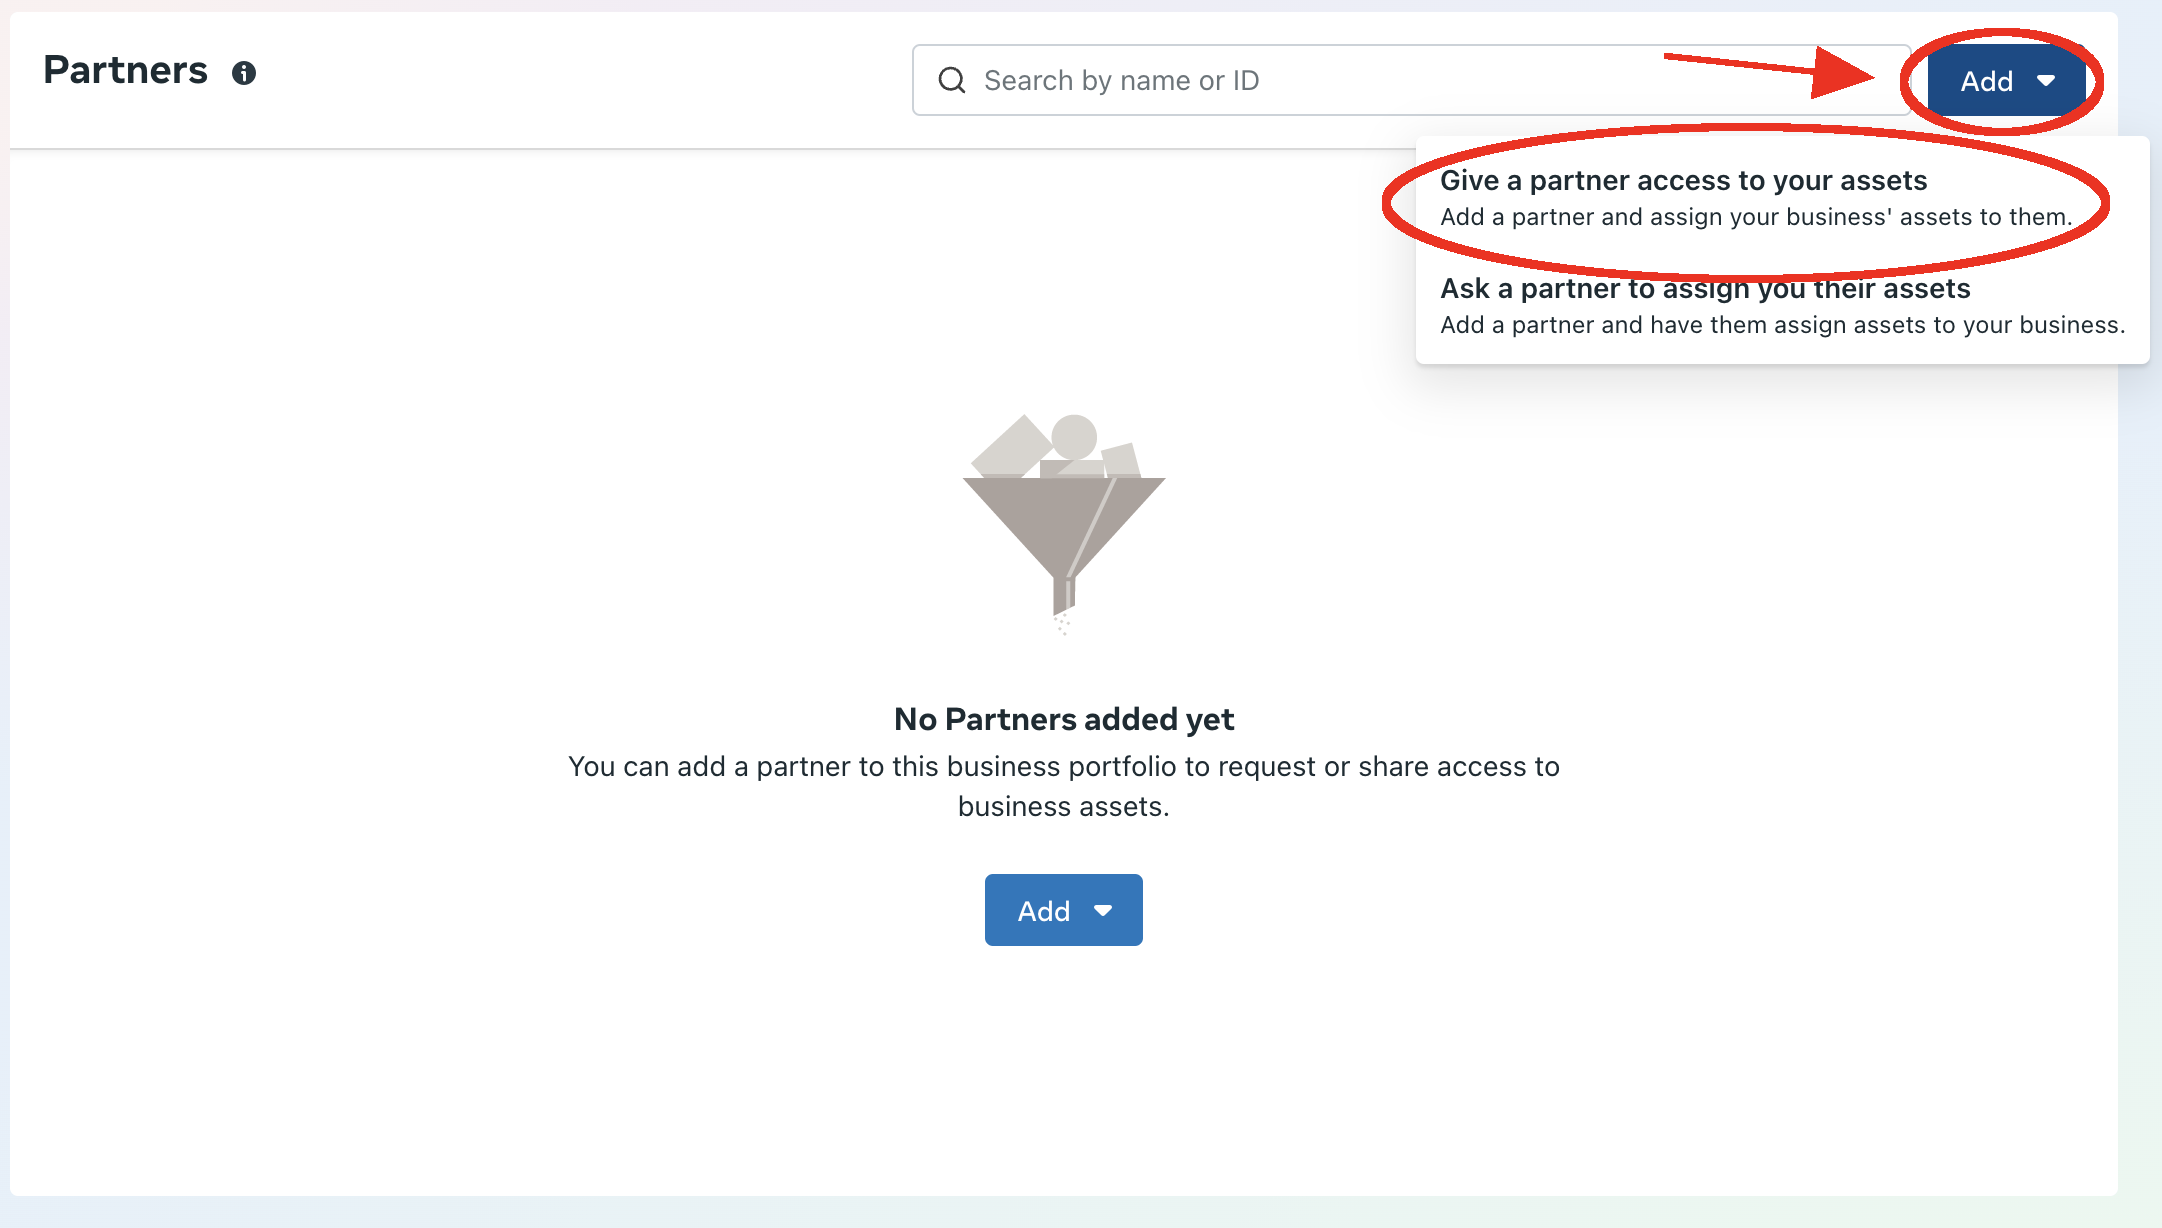 Partners
Search by name or ID
Add
Give a partner access to your assets
Add a partner and assign your business' assets to them.
Ask a partner to assign you their assets
Add a partner and have them assign assets to your business.
No Partners added yet
You can add a partner to this business portfolio to request or share access to
business assets.
Add